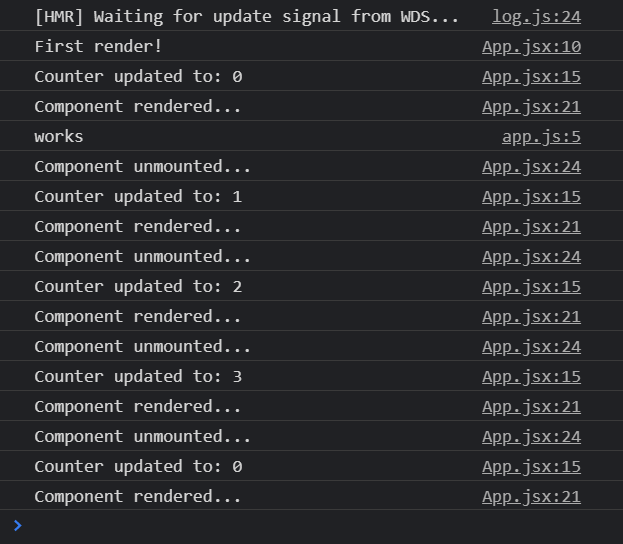 [HMR] Waiting for update signal from WDS... log.js:24
First render! App.jsx:10
Counter updated to: 0 App.jsx:15
Component rendered... App.jsx:21
works app.js:5
Component unmounted... App.jsx:24
Counter updated to: 1 App.jsx:15
Component rendered... App.jsx:21
Component unmounted... App.jsx:24
Counter updated to: 2 App.jsx:15
Component rendered... App.jsx:21
Component unmounted... App.jsx:24
Counter updated to: 3 App.jsx:15
Component rendered... App.jsx:21
Component unmounted... App.jsx:24
Counter updated to: 0 App.jsx:15
Component rendered... App.jsx:21